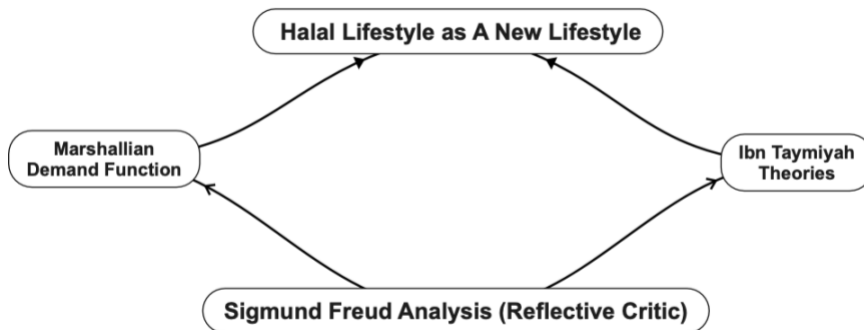 Halal Lifestyle as A New Lifestyle
Marshallian
Demand Function
Ibn Taymiyah
Theories
Sigmund Freud Analysis (Reflective Critic)